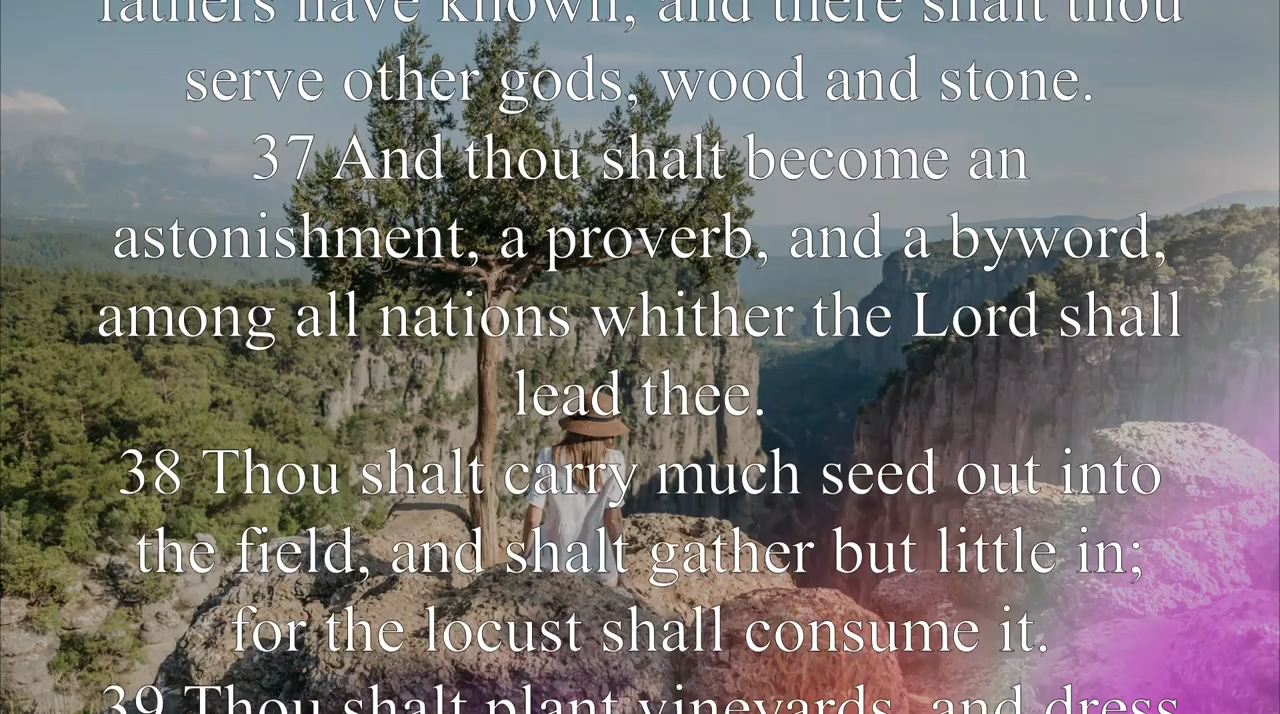 fathers have known, and there shalt thou
serve other gods, wood and stone.
37 And thou shalt become an
astonishment, a proverb, and a byword,
among all nations whither the Lord shall
lead thee.
38 Thou shalt carry much seed out into
the field, and shalt gather but little in;
for the locust shall consume it.
39 Thou shalt plant vineyards, and dress